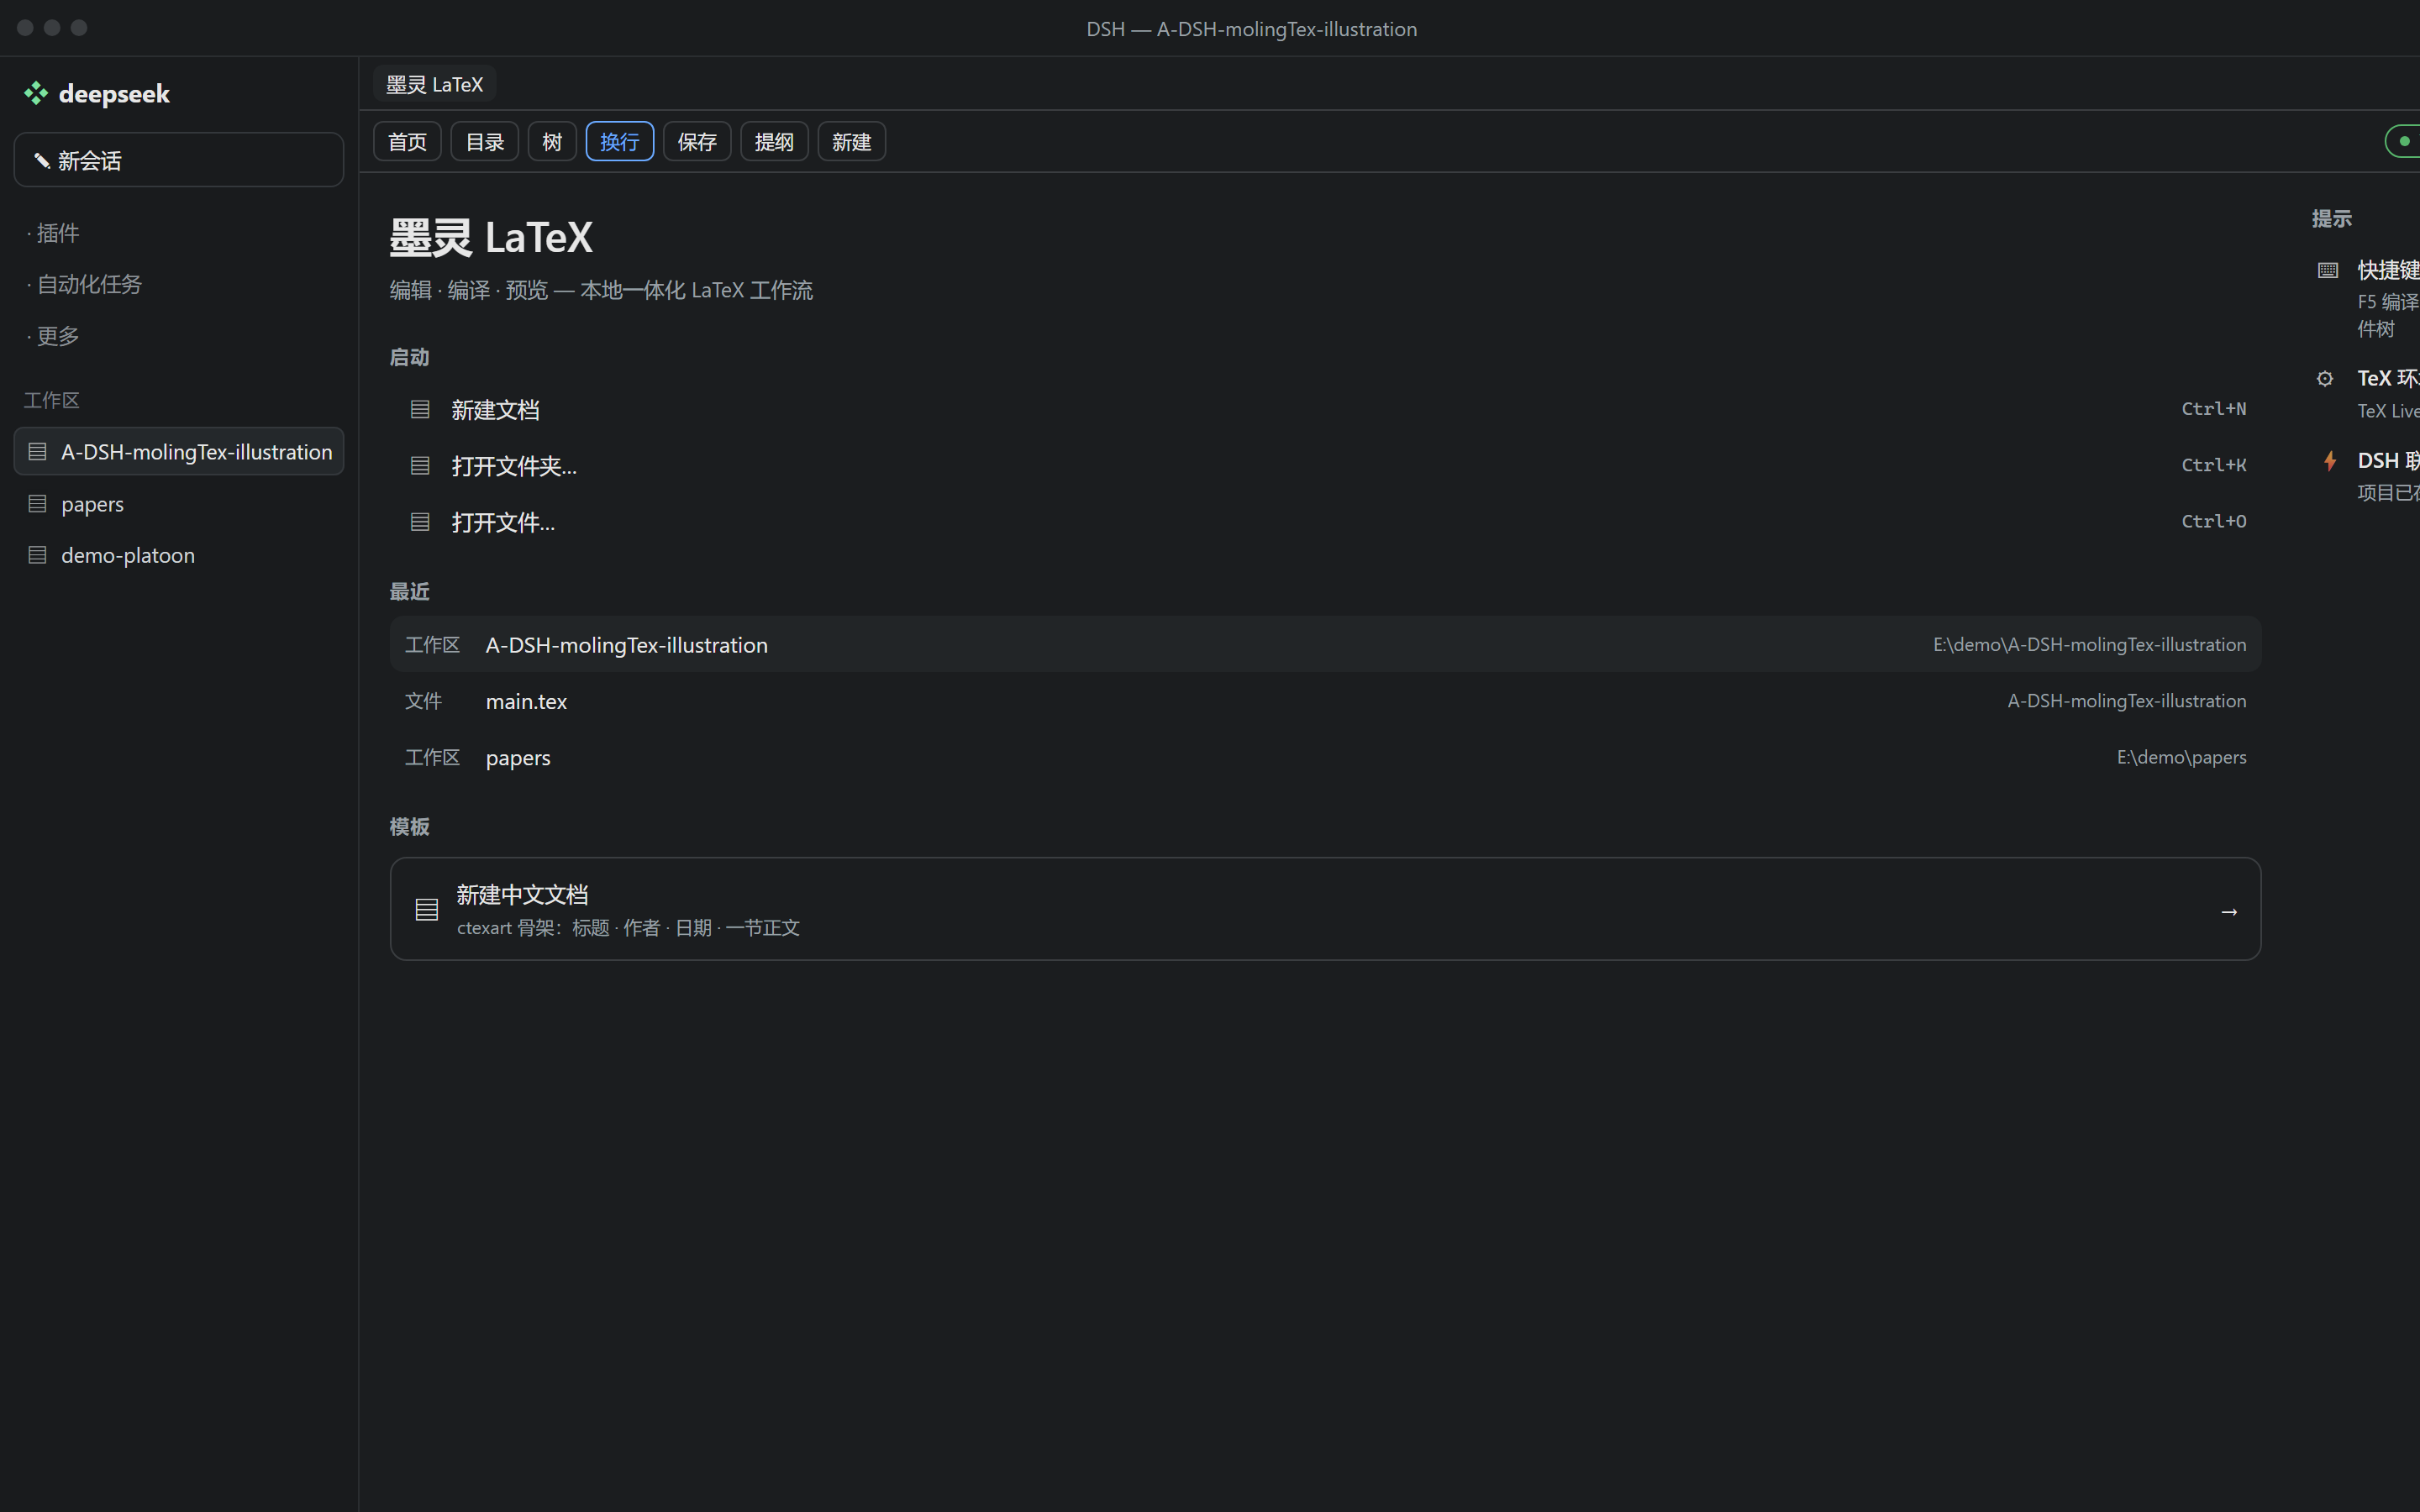 DSH — A-DSH-molingTex-illustration
deepseek
新会话
· 插件
· 自动化任务
· 更多
工作区
A-DSH-molingTex-illustration
papers
demo-platoon
墨灵 LaTeX
首页 目录 树 换行 保存 提纲 新建
墨灵 LaTeX
编辑 · 编译 · 预览 — 本地一体化 LaTeX 工作流
启动
新建文档 Ctrl+N
打开文件夹... Ctrl+K
打开文件... Ctrl+O
最近
工作区 A-DSH-molingTex-illustration E:\demo\A-DSH-molingTex-illustration
文件 main.tex A-DSH-molingTex-illustration
工作区 papers E:\demo\papers
模板
新建中文文档
ctexart 骨架：标题 · 作者 · 日期 · 一节正文
→
提示
快捷键
F5 编译
件树
TeX 环
TeX Live
DSH 联
项目已在